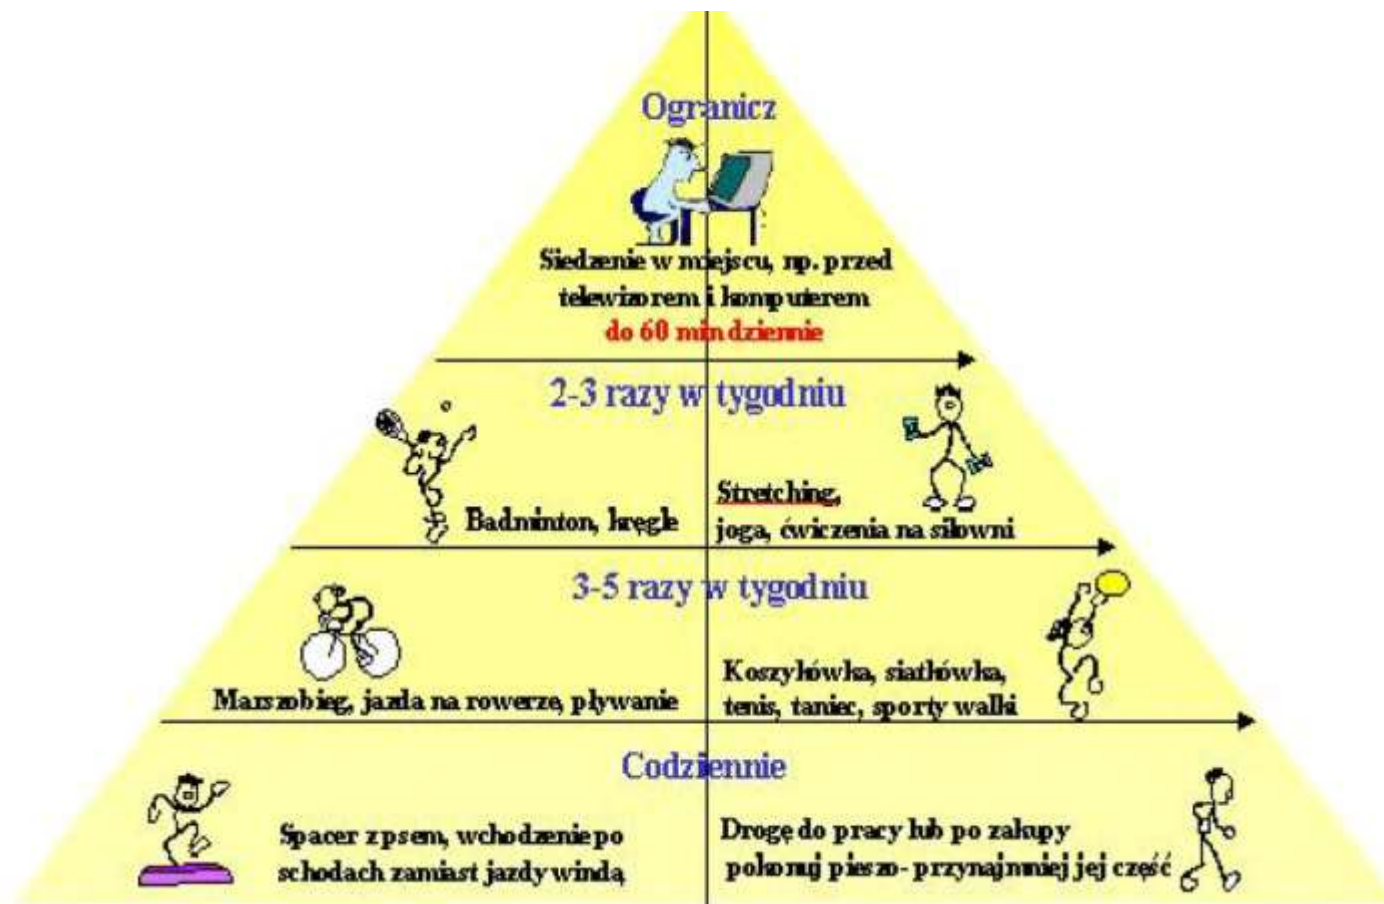 Ogranicz
Siedzenie w miejscu, np. przed
telewizorem i komputerem
do 60 min dziennie
2-3 razy w tygodniu
Badminton, kręgle
Stretching,
joga, ćwiczenia na siłowni
3-5 razy w tygodniu
Marszobieg, jazda na rowerze, pływanie
Koszykówka, siatkówka,
tenis, taniec, sporty walki
Codziennie
Spacer z psem, wchodzenie po
schodach zamiast jazdy windą
Drogę do pracy lub po zakupy
pokonuj pieszo- przynajmniej jej część